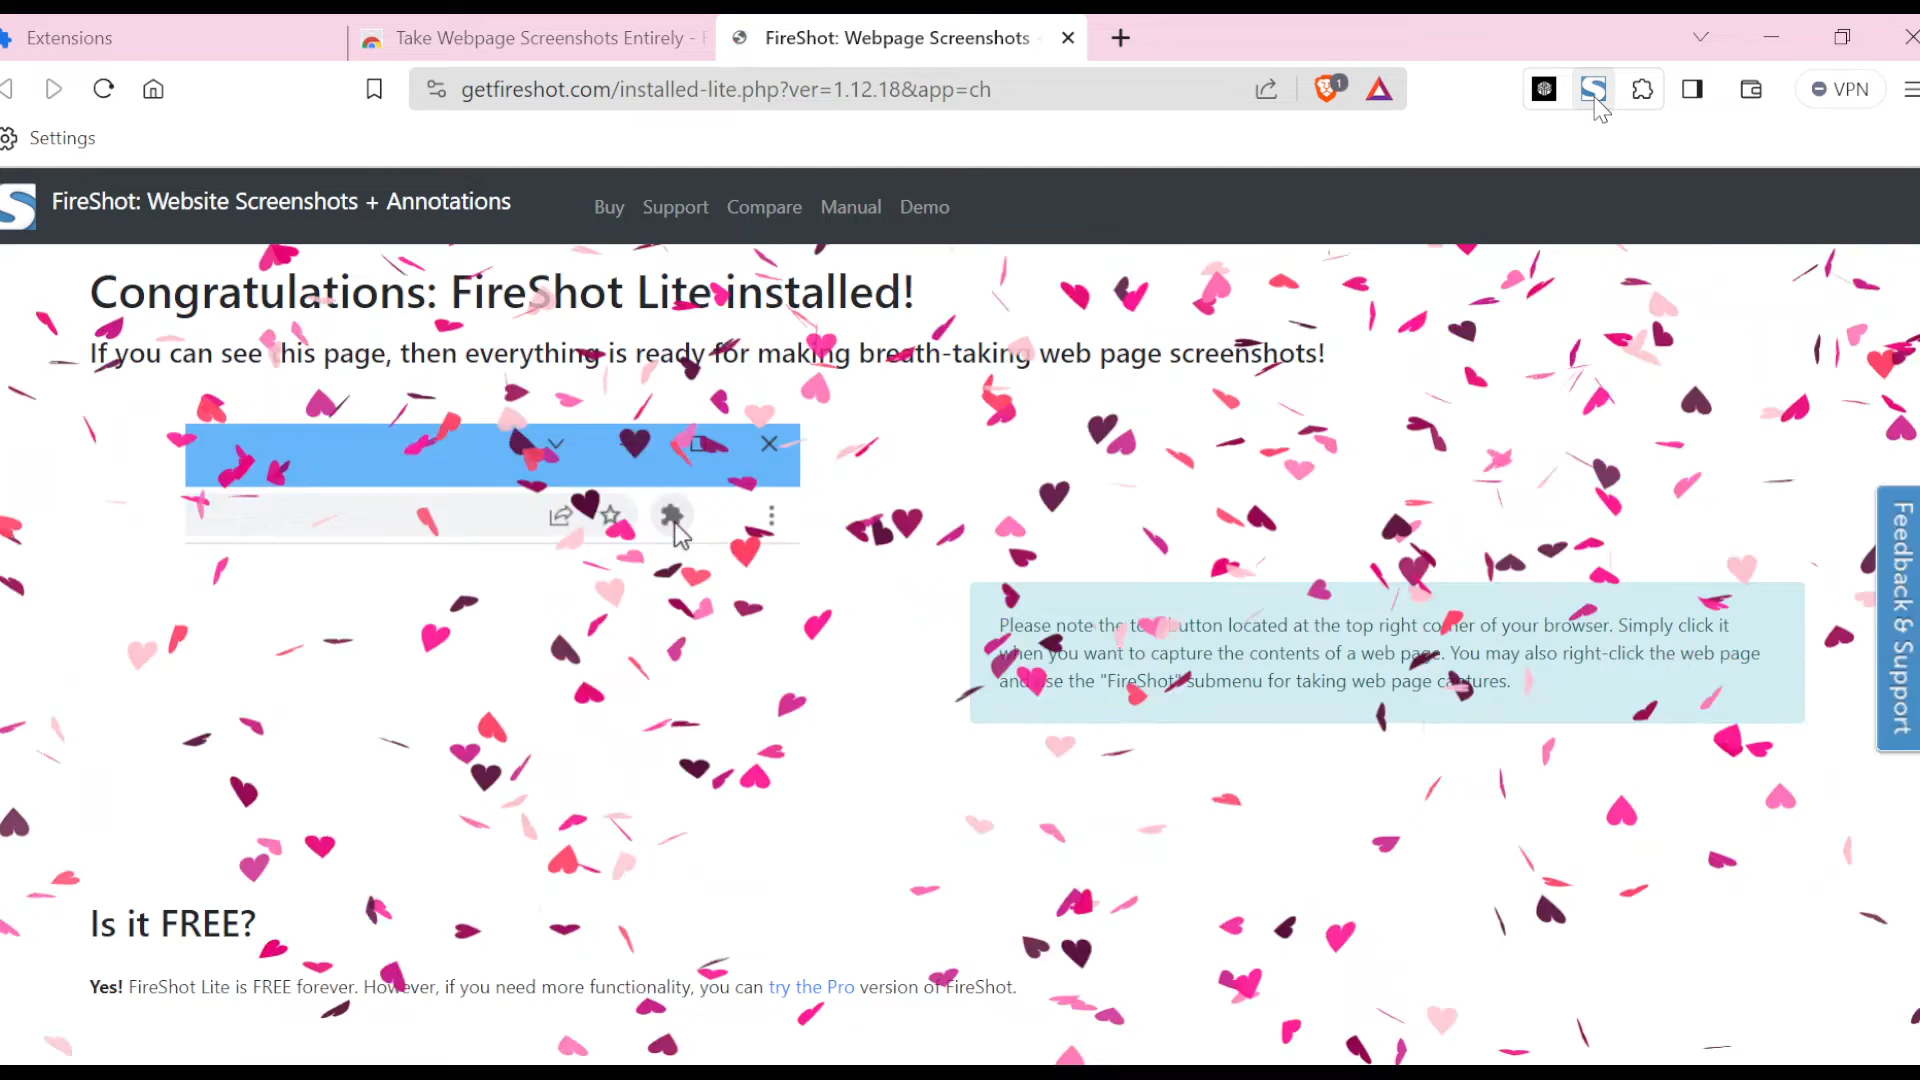 Extensions
Take Webpage Screenshots Entirely -
FireShot: Webpage Screenshots
getfireshot.com/installed-lite.php?ver=1.12.18&app=ch
1
VPN
Settings
FireShot: Website Screenshots + Annotations
Buy Support Compare Manual Demo
Congratulations: FireShot Lite installed!
If you can see this page, then everything is ready for making breath-taking web page screenshots!
Please note the tool button located at the top right corner of your browser. Simply click it
when you want to capture the contents of a web page. You may also right-click the web page
and use the "FireShot" submenu for taking web page captures.
Feedback & Support
Is it FREE?
Yes! FireShot Lite is FREE forever. However, if you need more functionality, you can try the Pro version of FireShot.